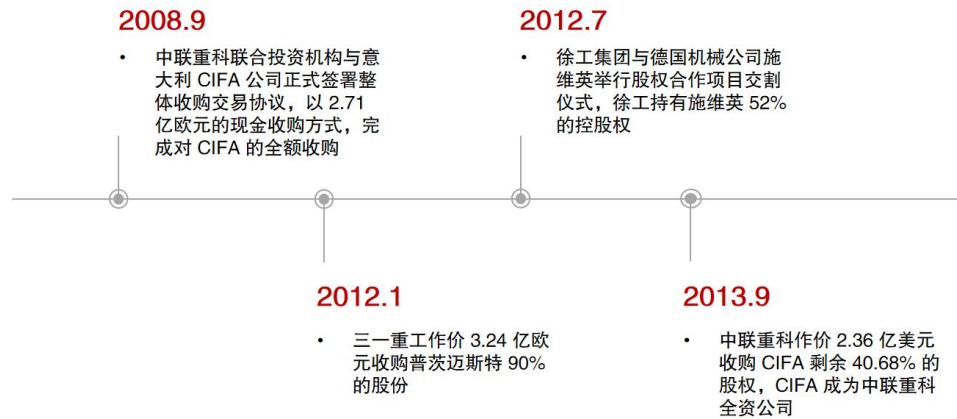 2008.9
• 中联重科联合投资机构与意
大利 CIFA 公司正式签署整
体收购交易协议，以 2.71
亿欧元的现金收购方式，完
成对 CIFA 的全额收购
2012.7
• 徐工集团与德国机械公司施
维英举行股权合作项目交割
仪式，徐工持有施维英 52%
的控股权
2012.1
• 三一重工作价 3.24 亿欧
元收购普茨迈斯特 90%
的股份
2013.9
• 中联重科作价 2.36 亿美元
收购 CIFA 剩余 40.68% 的
股权，CIFA 成为中联重科
全资公司